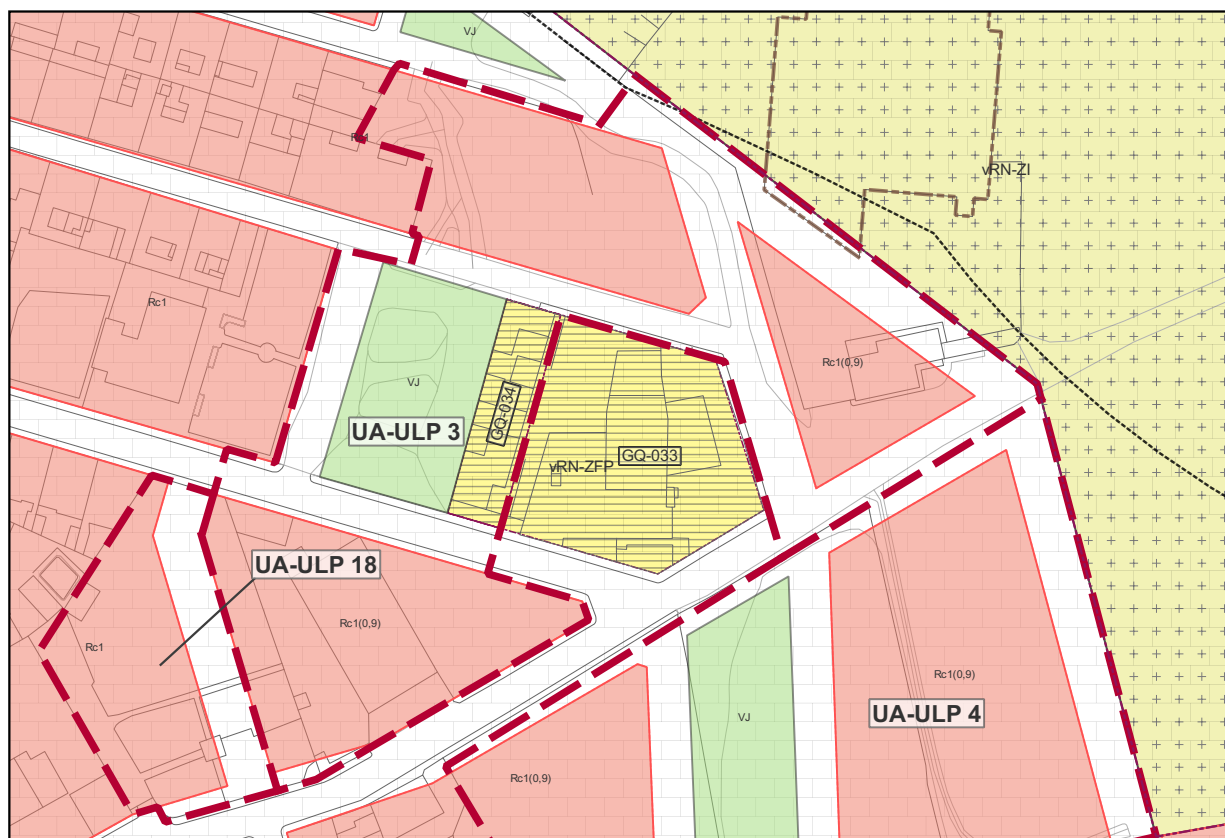 VJ
Rc1
vRN-ZI
Rc1
Rc1(0,9)
VJ
GQ-034
UA-ULP 3
GQ-033
vRN-ZFP
UA-ULP 18
Rc1(0,9)
Rc1
Rc1(0,9)
UA-ULP 4
VJ
Rc1(0,9)